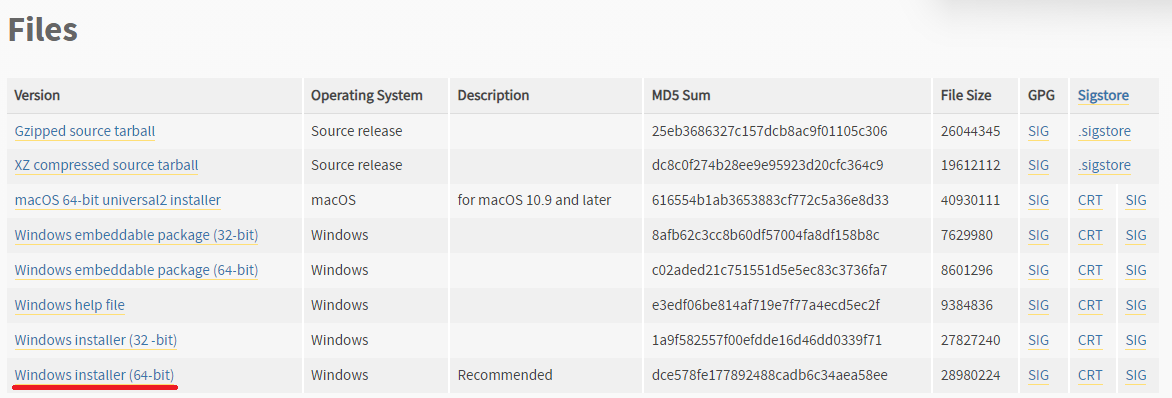 Files
Version Operating System Description MD5 Sum File Size GPG Sigstore
Gzipped source tarball Source release 25eb3686327c157dcb8ac9f01105c306 26044345 SIG .sigstore
XZ compressed source tarball Source release dc8c0f274b28ee9e95923d20cfc364c9 19612112 SIG .sigstore
macOS 64-bit universal2 installer macOS for macOS 10.9 and later 616554b1ab3653883cf772c5a36e8d33 40930111 SIG CRT SIG
Windows embeddable package (32-bit) Windows 8afb62c3cc8b60df57004fa8df158b8c 7629980 SIG CRT SIG
Windows embeddable package (64-bit) Windows c02aded21c751551d5e5ec83c3736fa7 8601296 SIG CRT SIG
Windows help file Windows e3edf06be814af719e7f77a4ecd5ec2f 9384836 SIG CRT SIG
Windows installer (32 -bit) Windows 1a9f582557f00efdde16d46dd0339f71 27827240 SIG CRT SIG
Windows installer (64-bit) Windows Recommended dce578fe177892488cadb6c34aea58ee 28980224 SIG CRT SIG